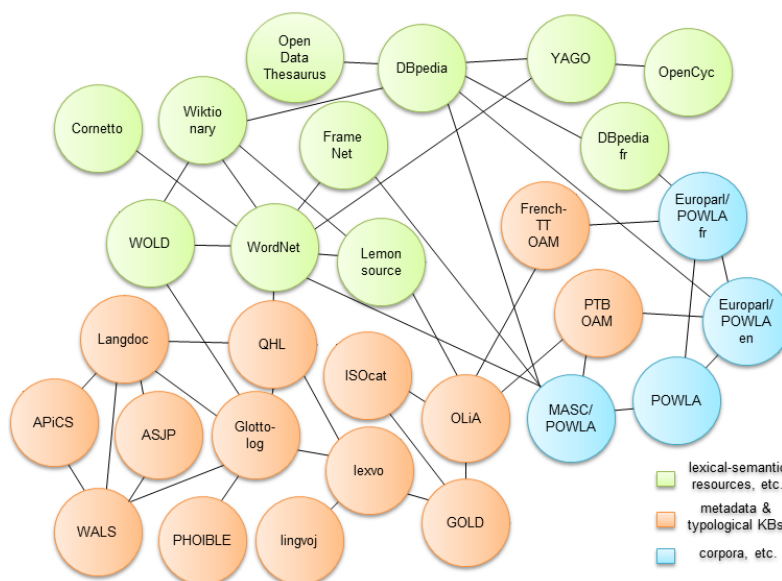 Open
Data
Thesaurus
DBpedia
YAGO
OpenCyc
Cornetto
Wiktio
nary
Frame
Net
DBpedia
fr
WOLD
WordNet
Lemon
source
French-
TT
OAM
Europarl/
POWLA
fr
PTB
OAM
Europarl/
POWLA
en
Langdoc
QHL
ISOcat
OLiA
MASC/
POWLA
POWLA
APiCS
ASJP
Glotto-
log
lexvo
WALS
PHOIBLE
lingvoj
GOLD
lexical-semantic
resources, etc.
metadata &
typological KBs
corpora, etc.